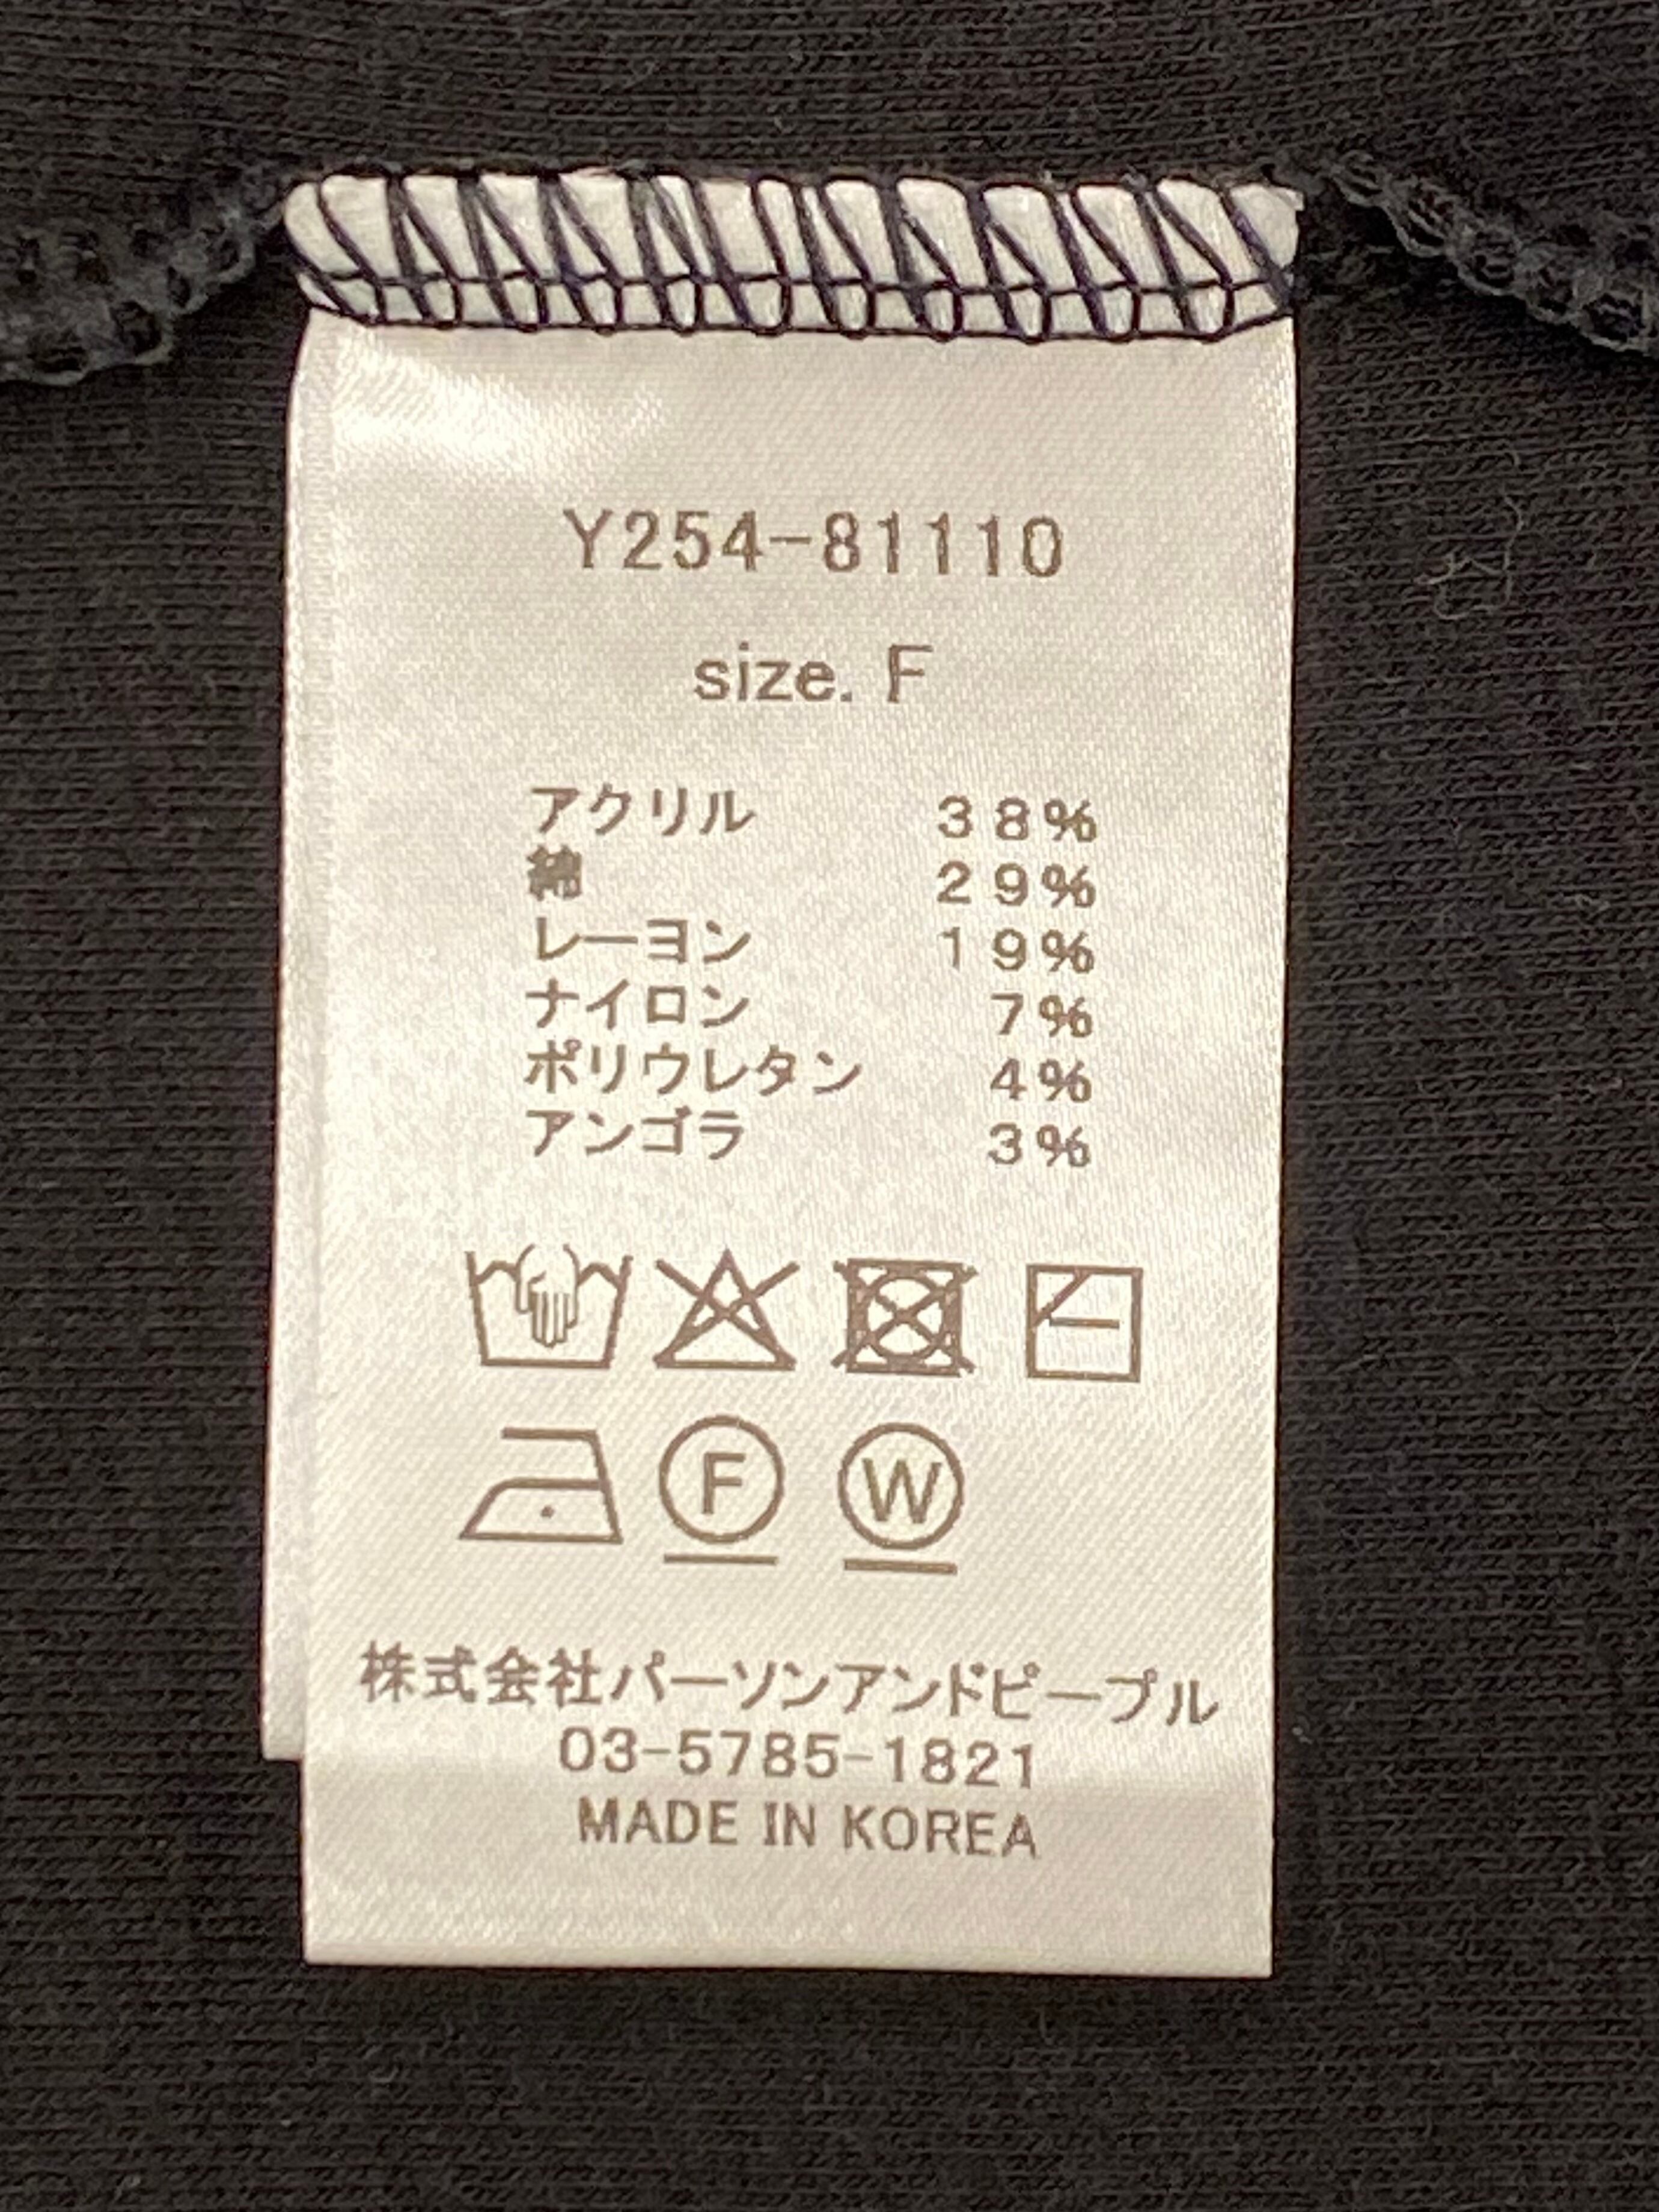 Y254-81110
size. F
アクリル 38%
綿 29%
レーヨン 19%
ナイロン 7%
ポリウレタン 4%
アンゴラ 3%
F W
株式会社パーソンアンドピープル
03-5785-1821
MADE IN KOREA